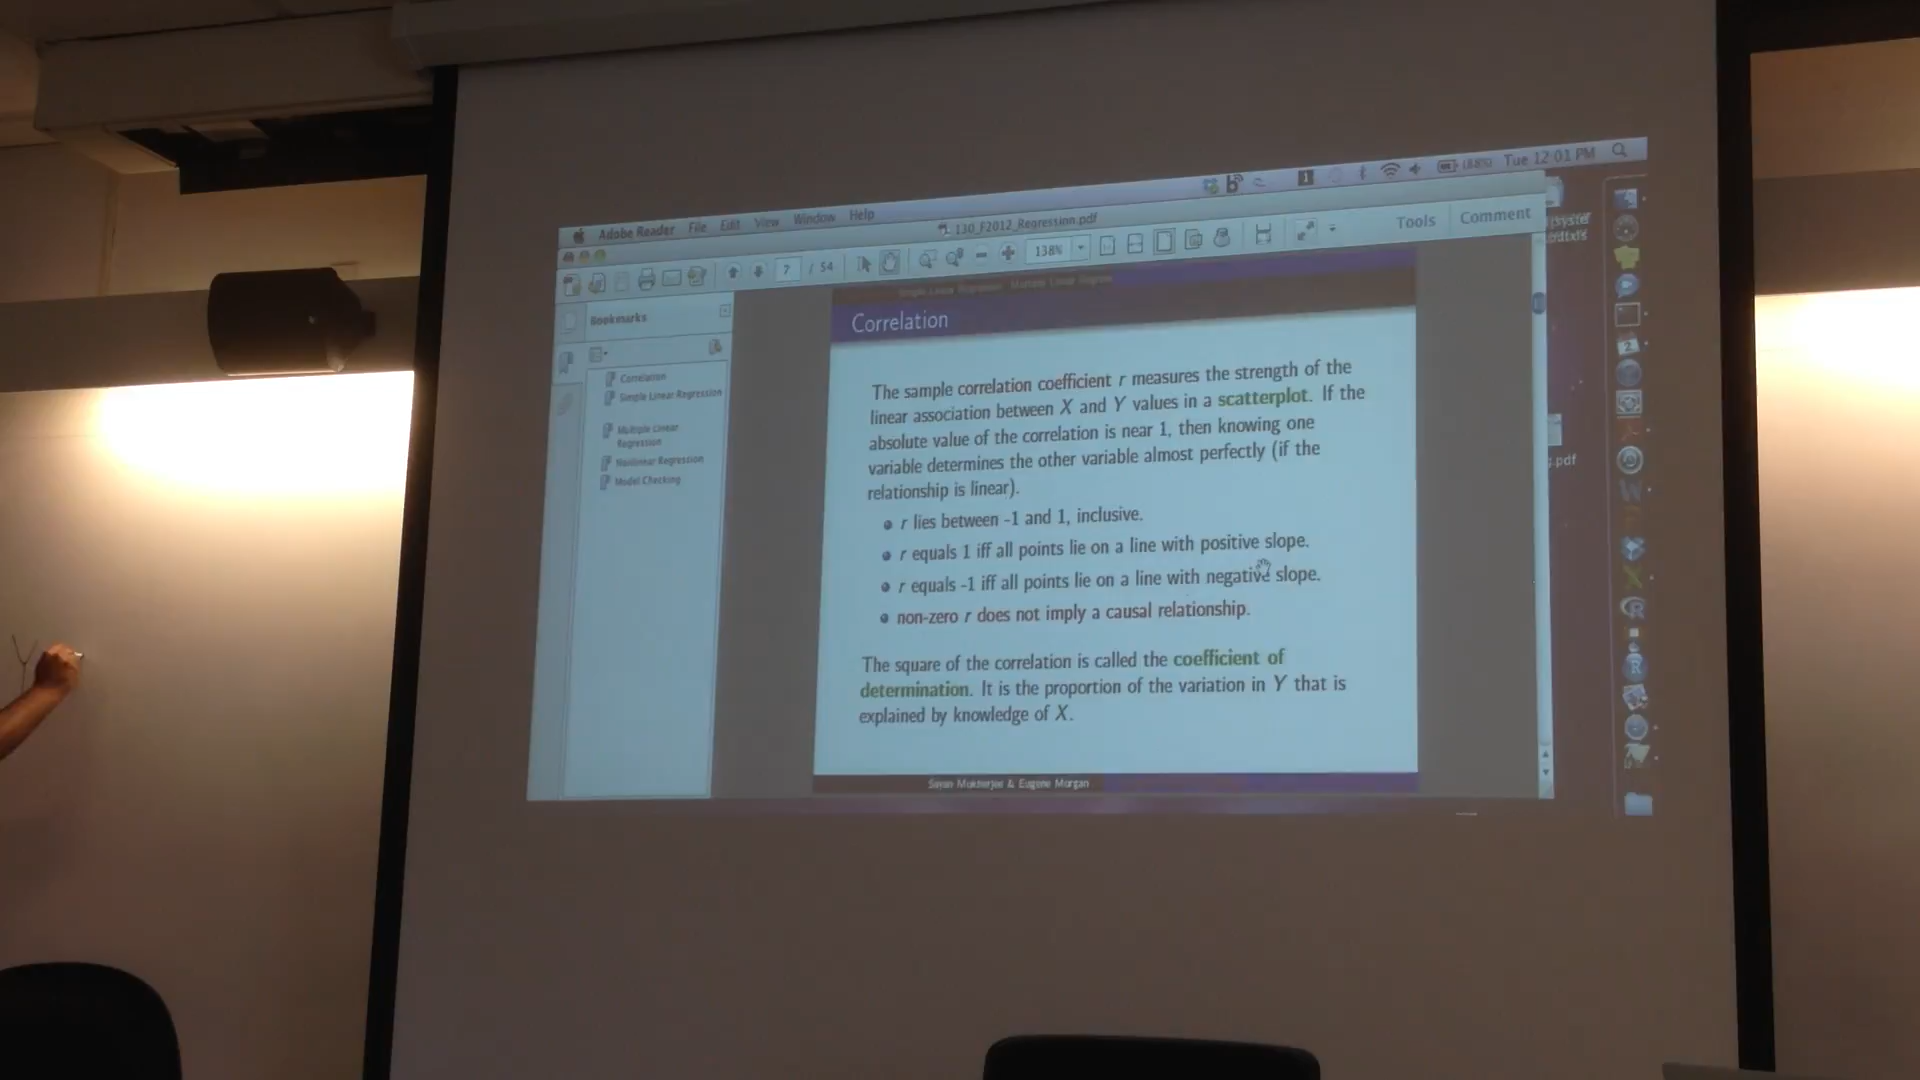 Adobe Reader File Edit View Window Help
(88%) Tue 12:01 PM
130_F2012_Regression.pdf
7 / 54
138%
Tools
Comment
Bookmarks
Correlation
Simple Linear Regression
Multiple Linear
Regression
Nonlinear Regression
Model Checking
Correlation
The sample correlation coefficient r measures the strength of the
linear association between X and Y values in a scatterplot. If the
absolute value of the correlation is near 1, then knowing one
variable determines the other variable almost perfectly (if the
relationship is linear).
r lies between -1 and 1, inclusive.
r equals 1 iff all points lie on a line with positive slope.
r equals -1 iff all points lie on a line with negative slope.
non-zero r does not imply a causal relationship.
The square of the correlation is called the coefficient of
determination. It is the proportion of the variation in Y that is
explained by knowledge of X.
Sayan Mukherjee & Eugene Morgan
Y